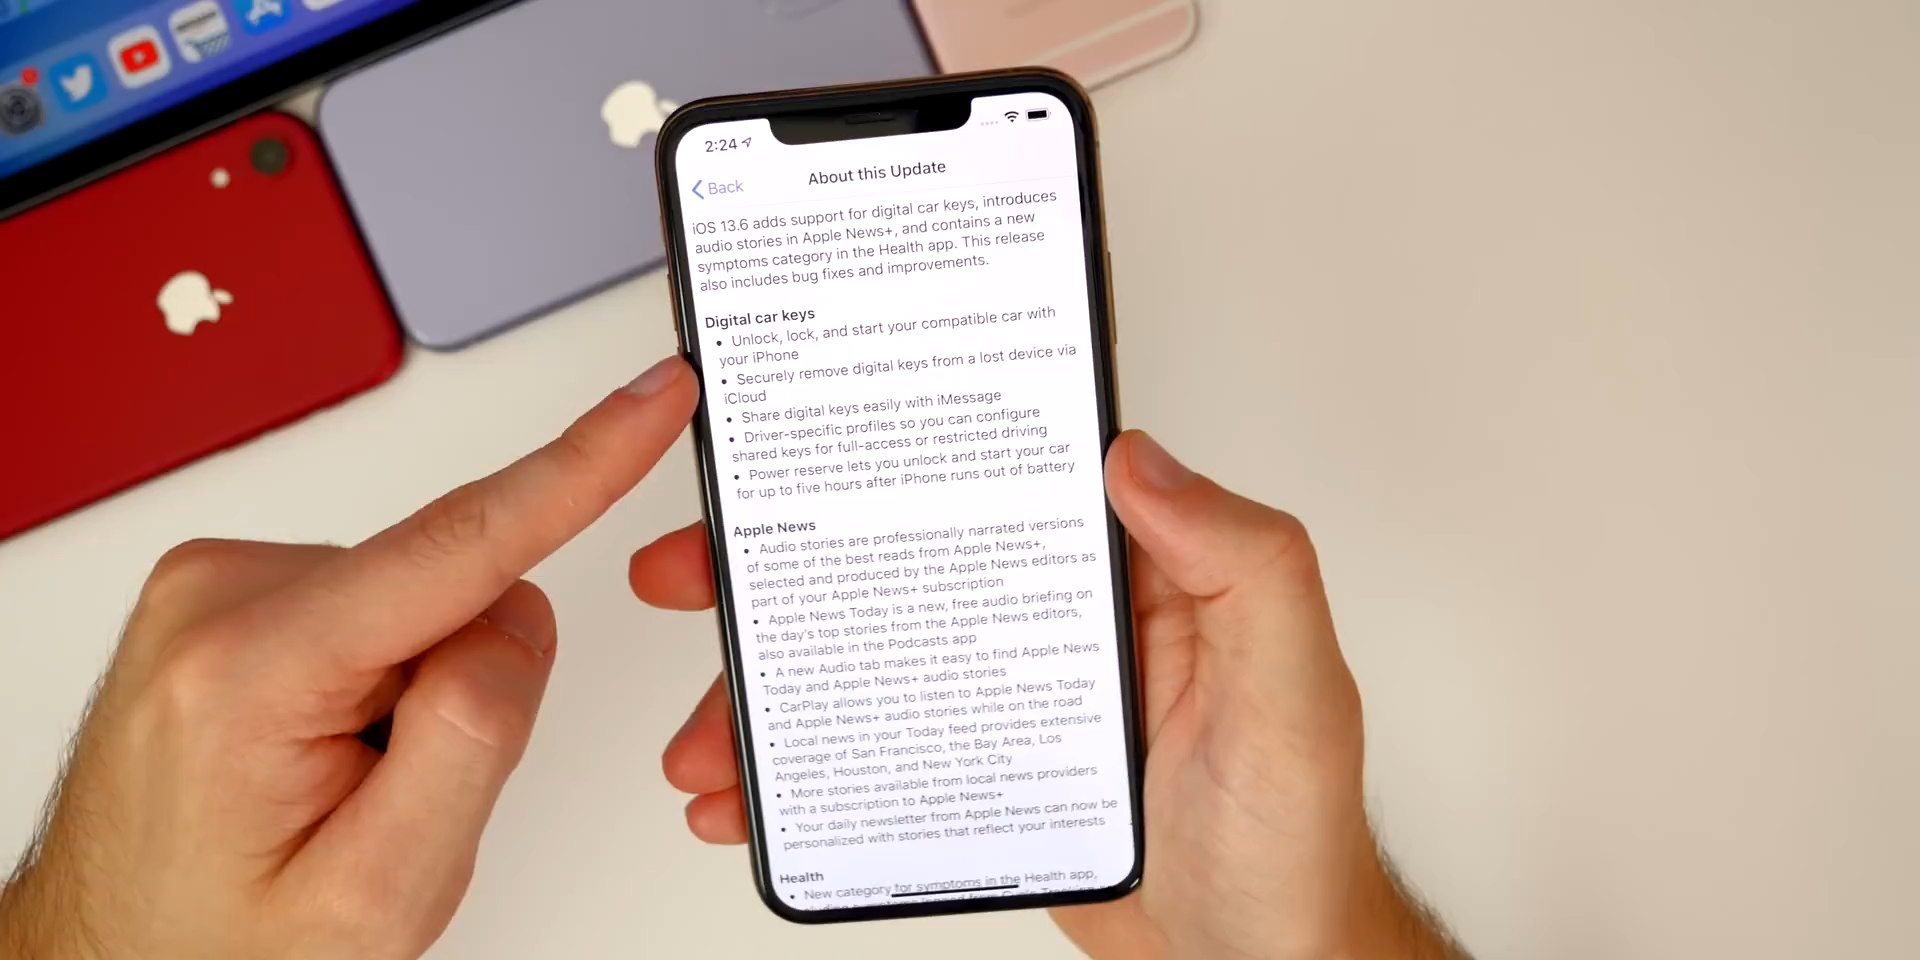 2:24
Back
About this Update
iOS 13.6 adds support for digital car keys, introduces
audio stories in Apple News+, and contains a new
symptoms category in the Health app. This release
also includes bug fixes and improvements.
Digital car keys
• Unlock, lock, and start your compatible car with
your iPhone
• Securely remove digital keys from a lost device via
iCloud
• Share digital keys easily with iMessage
• Driver-specific profiles so you can configure
shared keys for full-access or restricted driving
• Power reserve lets you unlock and start your car
for up to five hours after iPhone runs out of battery
Apple News
• Audio stories are professionally narrated versions
of some of the best reads from Apple News+,
selected and produced by the Apple News editors as
part of your Apple News+ subscription
• Apple News Today is a new, free audio briefing on
the day's top stories from the Apple News editors,
also available in the Podcasts app
• A new Audio tab makes it easy to find Apple News
Today and Apple News+ audio stories
• CarPlay allows you to listen to Apple News Today
and Apple News+ audio stories while on the road
• Local news in your Today feed provides extensive
coverage of San Francisco, the Bay Area, Los
Angeles, Houston, and New York City
• More stories available from local news providers
with a subscription to Apple News+
• Your daily newsletter from Apple News can now be
personalized with stories that reflect your interests
Health
• New category for symptoms in the Health app,